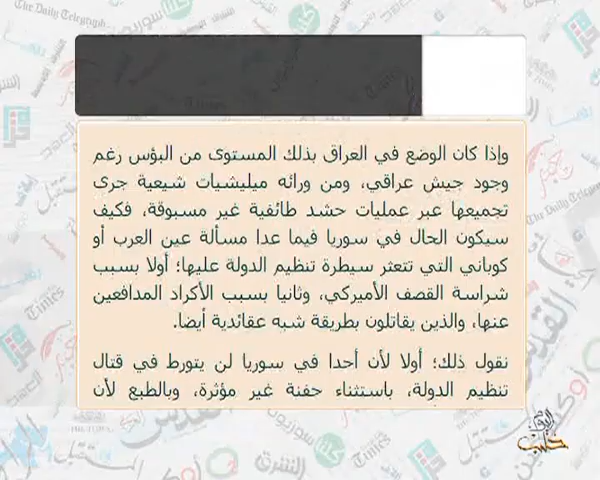 وإذا كان الوضع في العراق بذلك المستوى من البؤس رغم
وجود جيش عراقي، ومن ورائه ميليشيات شيعية جرى
تجميعها عبر عمليات حشد طائفية غير مسبوقة، فكيف
سيكون الحال في سوريا فيما عدا مسألة عين العرب أو
كوباني التي تتعثر سيطرة تنظيم الدولة عليها؛ أولا بسبب
شراسة القصف الأميركي، وثانيا بسبب الأكراد المدافعين
عنها، والذين يقاتلون بطريقة شبه عقائدية أيضا.
نقول ذلك؛ أولا لأن أحدا في سوريا لن يتورط في قتال
تنظيم الدولة، باستثناء حفنة غير مؤثرة، وبالطبع لأن
حلب اليوم